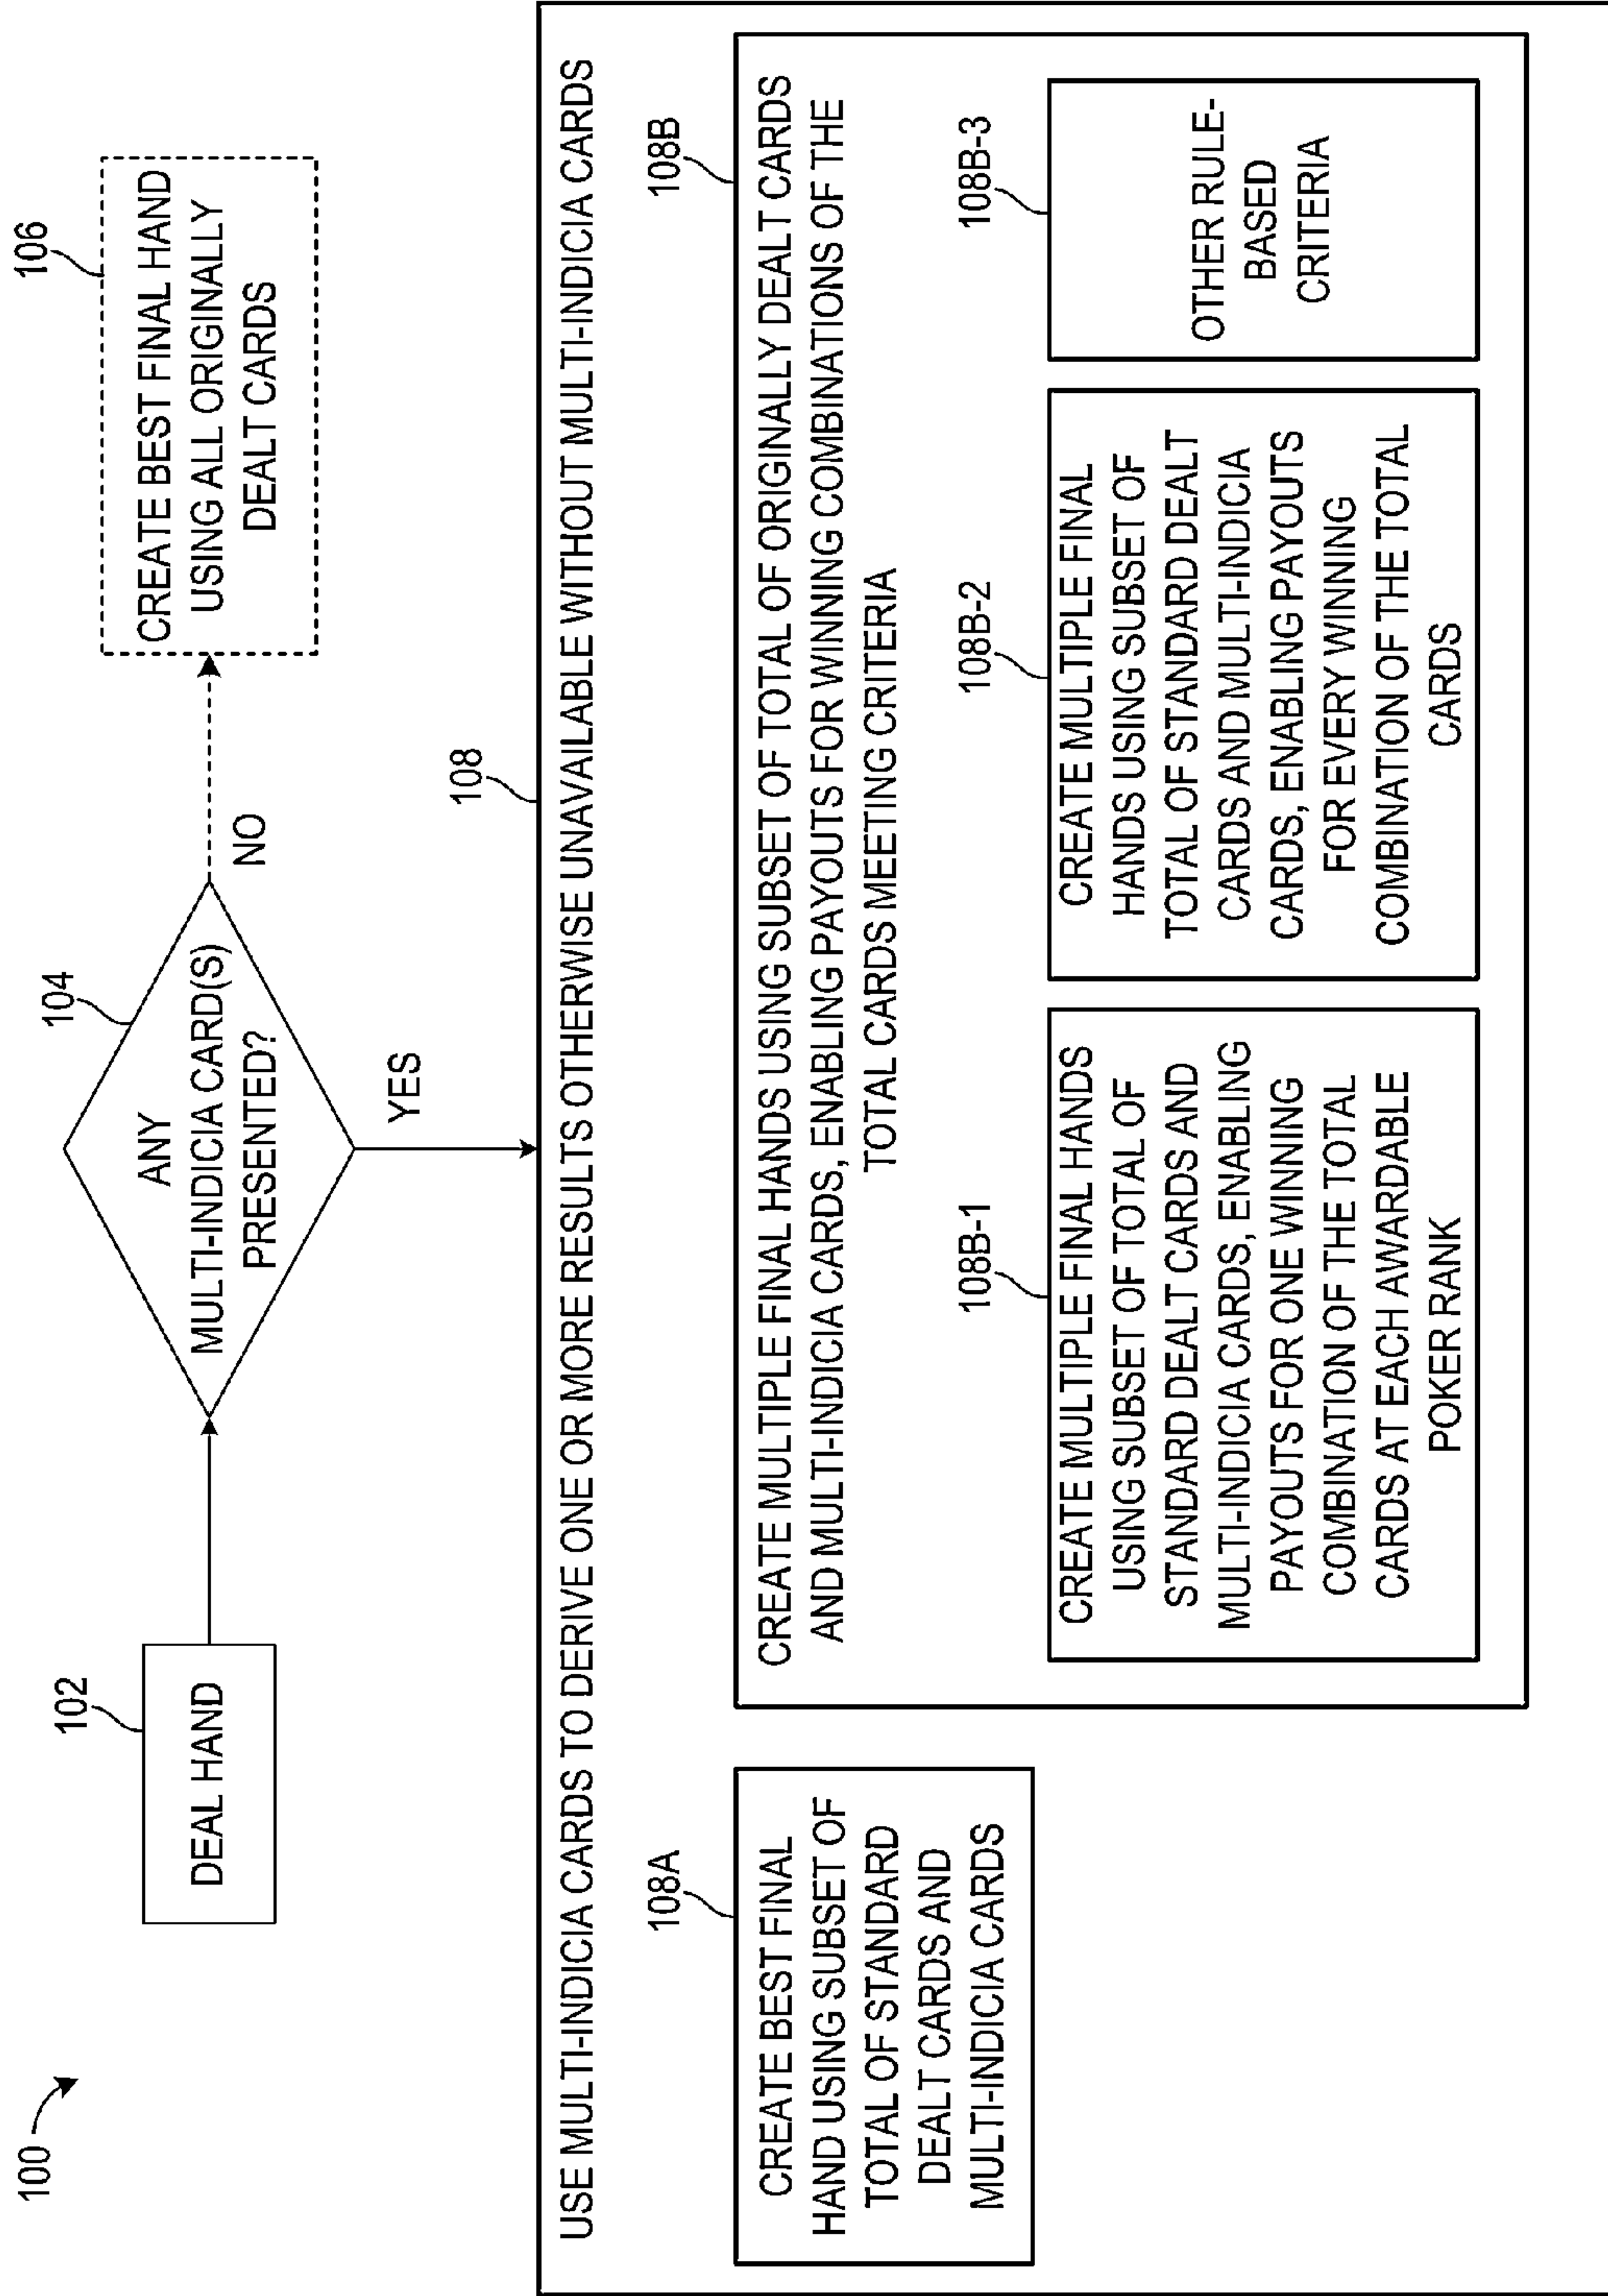 100
102
DEAL HAND
104
ANY
MULTI-INDICIA CARD(S)
PRESENTED?
NO
YES
106
CREATE BEST FINAL HAND
USING ALL ORIGINALLY
DEALT CARDS
108
USE MULTI-INDICIA CARDS TO DERIVE ONE OR MORE RESULTS OTHERWISE UNAVAILABLE WITHOUT MULTI-INDICIA CARDS
108A
CREATE BEST FINAL
HAND USING SUBSET OF
TOTAL OF STANDARD
DEALT CARDS AND
MULTI-INDICIA CARDS
108B
CREATE MULTIPLE FINAL HANDS USING SUBSET OF TOTAL OF ORIGINALLY DEALT CARDS
AND MULTI-INDICIA CARDS, ENABLING PAYOUTS FOR WINNING COMBINATIONS OF THE
TOTAL CARDS MEETING CRITERIA
108B-1
CREATE MULTIPLE FINAL HANDS
USING SUBSET OF TOTAL OF
STANDARD DEALT CARDS AND
MULTI-INDICIA CARDS, ENABLING
PAYOUTS FOR ONE WINNING
COMBINATION OF THE TOTAL
CARDS AT EACH AWARDABLE
POKER RANK
108B-2
CREATE MULTIPLE FINAL
HANDS USING SUBSET OF
TOTAL OF STANDARD DEALT
CARDS AND MULTI-INDICIA
CARDS, ENABLING PAYOUTS
FOR EVERY WINNING
COMBINATION OF THE TOTAL
CARDS
108B-3
OTHER RULE-
BASED
CRITERIA